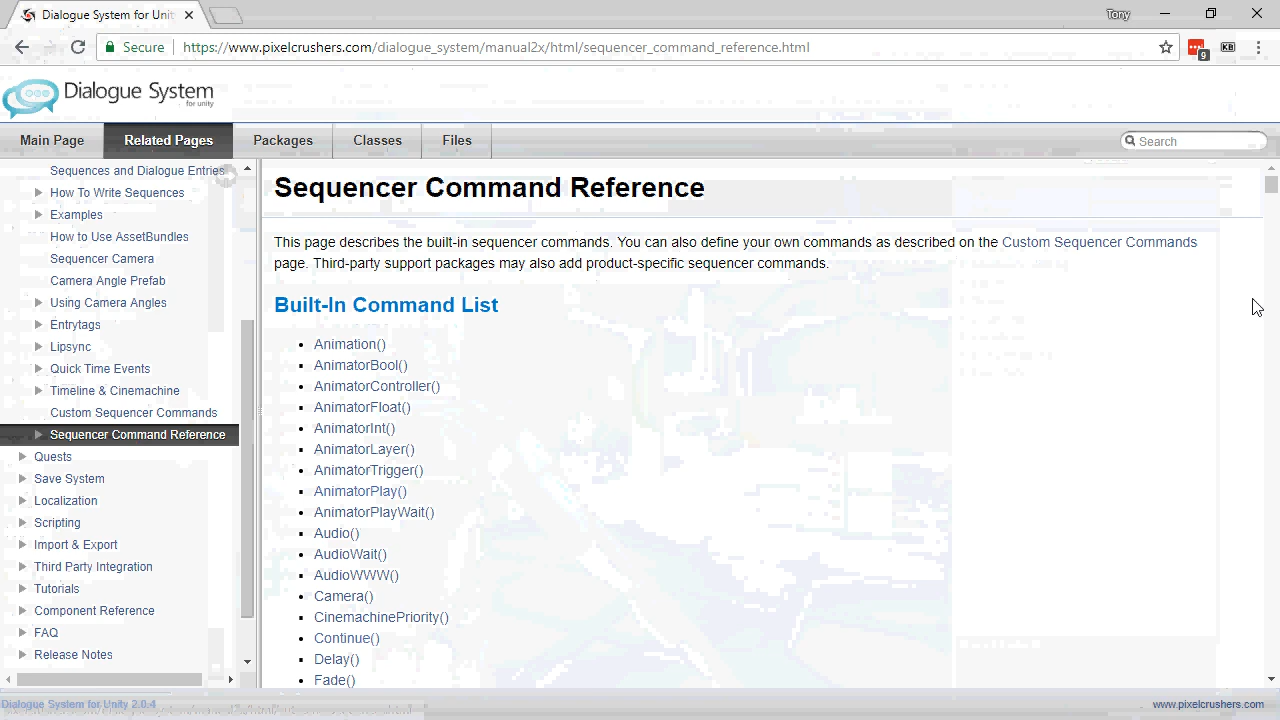 Dialogue System for Unit
Tony
Secure
https://www.pixelcrushers.com/dialogue_system/manual2x/html/sequencer_command_reference.html
9
KB
Dialogue System
for unity
Main Page
Related Pages
Packages
Classes
Files
Search
Sequences and Dialogue Entries
How To Write Sequences
Examples
How to Use AssetBundles
Sequencer Camera
Camera Angle Prefab
Using Camera Angles
Entrytags
Lipsync
Quick Time Events
Timeline & Cinemachine
Custom Sequencer Commands
Sequencer Command Reference
Quests
Save System
Localization
Scripting
Import & Export
Third Party Integration
Tutorials
Component Reference
FAQ
Release Notes
Sequencer Command Reference
This page describes the built-in sequencer commands. You can also define your own commands as described on the Custom Sequencer Commands
page. Third-party support packages may also add product-specific sequencer commands.
Built-In Command List
Animation()
AnimatorBool()
AnimatorController()
AnimatorFloat()
AnimatorInt()
AnimatorLayer()
AnimatorTrigger()
AnimatorPlay()
AnimatorPlayWait()
Audio()
AudioWait()
AudioWWW()
Camera()
CinemachinePriority()
Continue()
Delay()
Fade()
Dialogue System for Unity 2.0.4
www.pixelcrushers.com